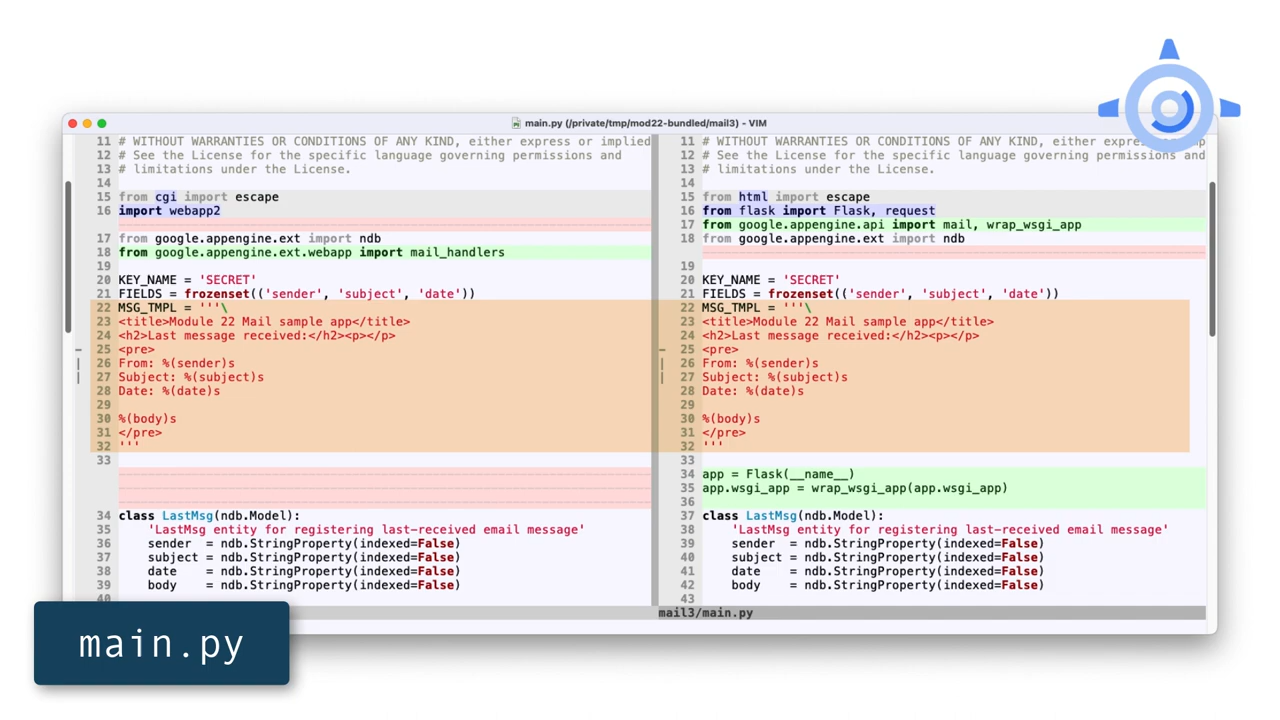 main.py (/private/tmp/mod22-bundled/mail3) - VIM
11 # WITHOUT WARRANTIES OR CONDITIONS OF ANY KIND, either express or implied
12 # See the License for the specific language governing permissions and
13 # limitations under the License.
14
15 from cgi import escape
16 import webapp2
17 from google.appengine.ext import ndb
18 from google.appengine.ext.webapp import mail_handlers
19
20 KEY_NAME = 'SECRET'
21 FIELDS = frozenset(('sender', 'subject', 'date'))
22 MSG_TMPL = '''\
23 <title>Module 22 Mail sample app</title>
24 <h2>Last message received:</h2><p></p>
25 <pre>
26 From: %(sender)s
27 Subject: %(subject)s
28 Date: %(date)s
29
30 %(body)s
31 </pre>
32 '''
33
34 class LastMsg(ndb.Model):
35     'LastMsg entity for registering last-received email message'
36     sender  = ndb.StringProperty(indexed=False)
37     subject = ndb.StringProperty(indexed=False)
38     date    = ndb.StringProperty(indexed=False)
39     body    = ndb.StringProperty(indexed=False)
40
11 # WITHOUT WARRANTIES OR CONDITIONS OF ANY KIND, either
12 # See the License for the specific language governing permissions and
13 # limitations under the License.
14
15 from html import escape
16 from flask import Flask, request
17 from google.appengine.api import mail, wrap_wsgi_app
18 from google.appengine.ext import ndb
19
20 KEY_NAME = 'SECRET'
21 FIELDS = frozenset(('sender', 'subject', 'date'))
22 MSG_TMPL = '''\
23 <title>Module 22 Mail sample app</title>
24 <h2>Last message received:</h2><p></p>
25 <pre>
26 From: %(sender)s
27 Subject: %(subject)s
28 Date: %(date)s
29
30 %(body)s
31 </pre>
32 '''
33
34 app = Flask(__name__)
35 app.wsgi_app = wrap_wsgi_app(app.wsgi_app)
36
37 class LastMsg(ndb.Model):
38     'LastMsg entity for registering last-received email message'
39     sender  = ndb.StringProperty(indexed=False)
40     subject = ndb.StringProperty(indexed=False)
41     date    = ndb.StringProperty(indexed=False)
42     body    = ndb.StringProperty(indexed=False)
43
mail3/main.py
main.py